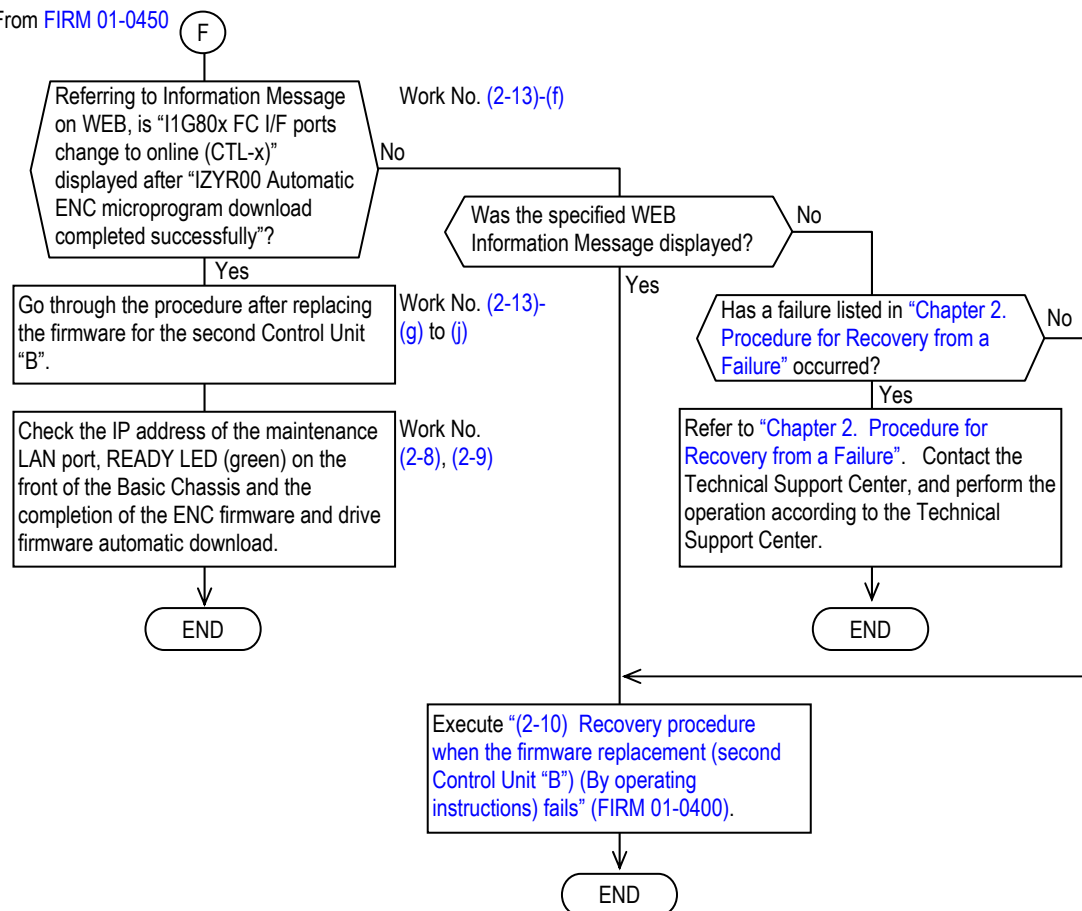 From FIRM 01-0450
F
Referring to Information Message
on WEB, is “I1G80x FC I/F ports
change to online (CTL-x)”
displayed after “IZYR00 Automatic
ENC microprogram download
completed successfully”?
Work No. (2-13)-(f)
No
Yes
Was the specified WEB
Information Message displayed?
No
Yes
Go through the procedure after replacing
the firmware for the second Control Unit
“B”.
Work No. (2-13)-
(g) to (j)
Has a failure listed in “Chapter 2.
Procedure for Recovery from a
Failure” occurred?
No
Yes
Check the IP address of the maintenance
LAN port, READY LED (green) on the
front of the Basic Chassis and the
completion of the ENC firmware and drive
firmware automatic download.
Work No.
(2-8), (2-9)
Refer to “Chapter 2. Procedure for
Recovery from a Failure”. Contact the
Technical Support Center, and perform the
operation according to the Technical
Support Center.
END
END
Execute “(2-10) Recovery procedure
when the firmware replacement (second
Control Unit “B”) (By operating
instructions) fails” (FIRM 01-0400).
END